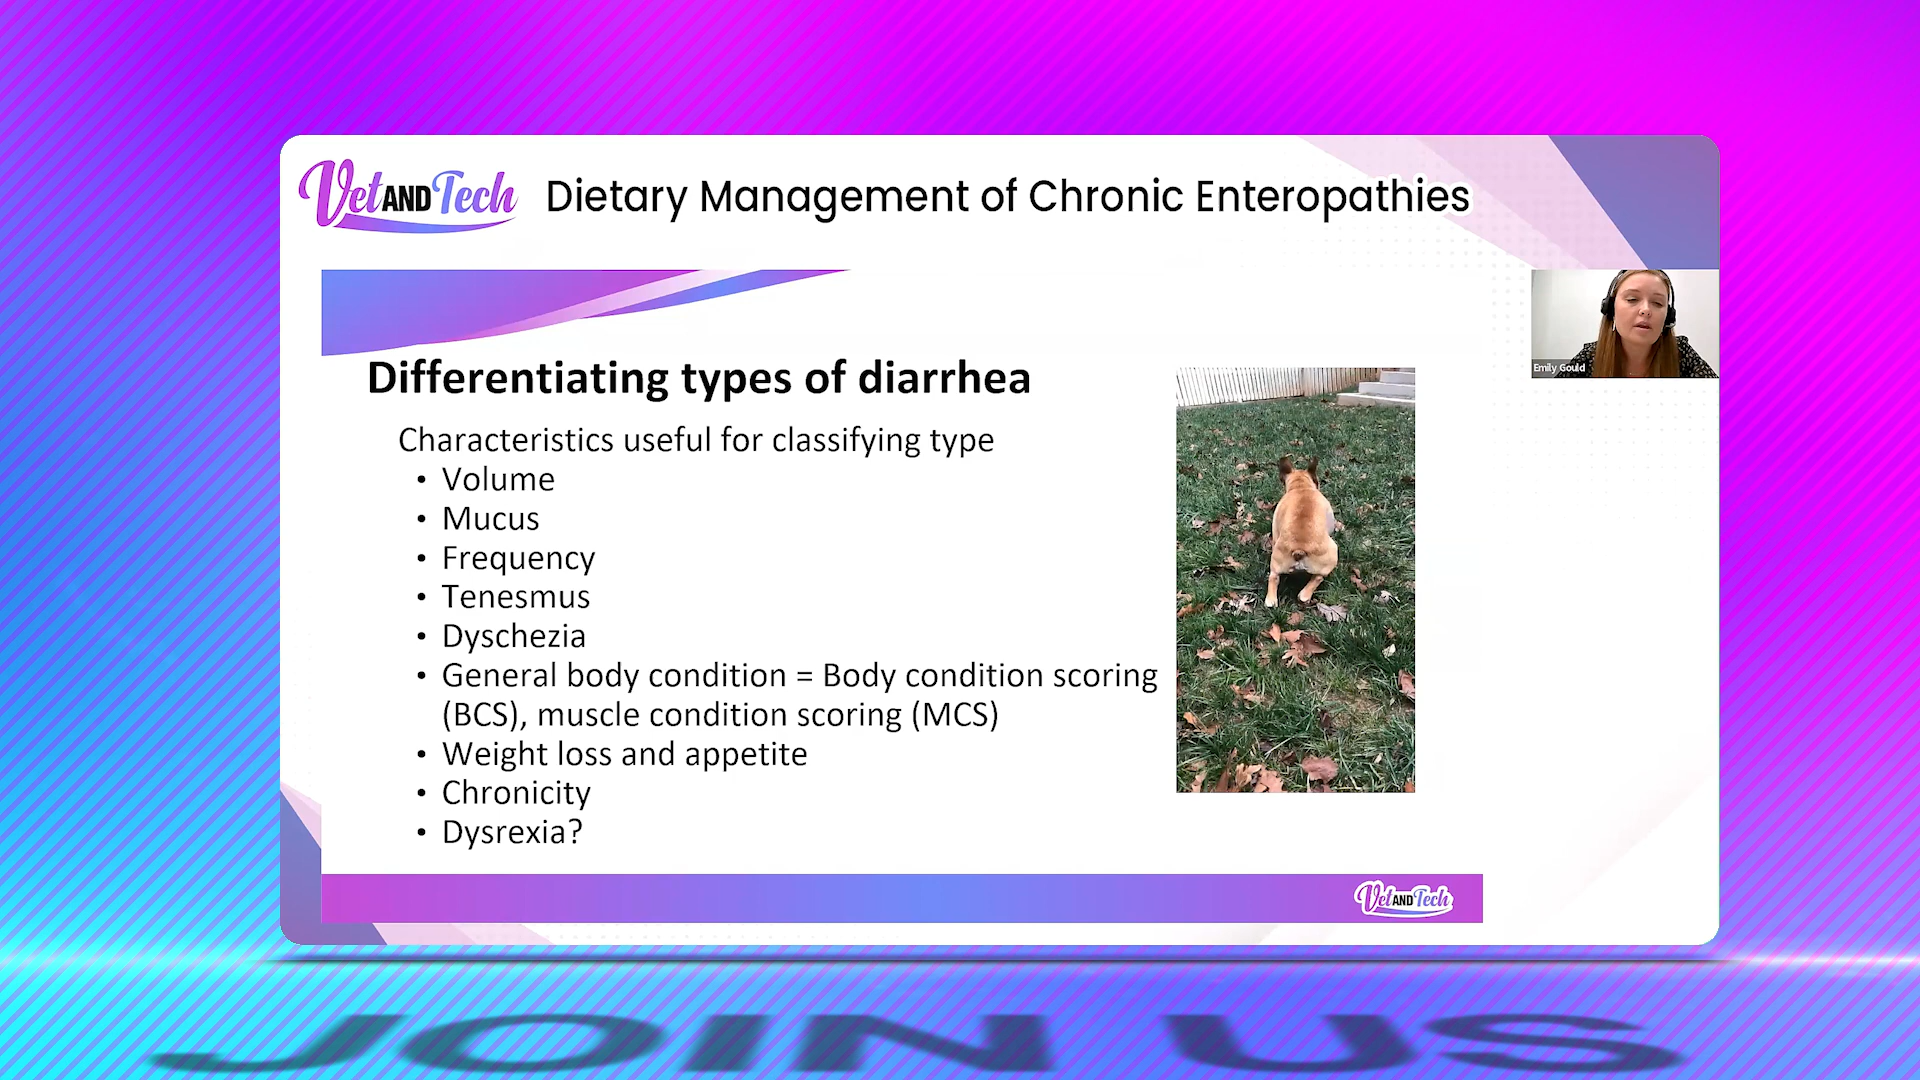 VetANDTech
Dietary Management of Chronic Enteropathies
Emily Gould
Differentiating types of diarrhea
Characteristics useful for classifying type
• Volume
• Mucus
• Frequency
• Tenesmus
• Dyschezia
• General body condition = Body condition scoring
(BCS), muscle condition scoring (MCS)
• Weight loss and appetite
• Chronicity
• Dysrexia?
VetANDTech
JOIN US